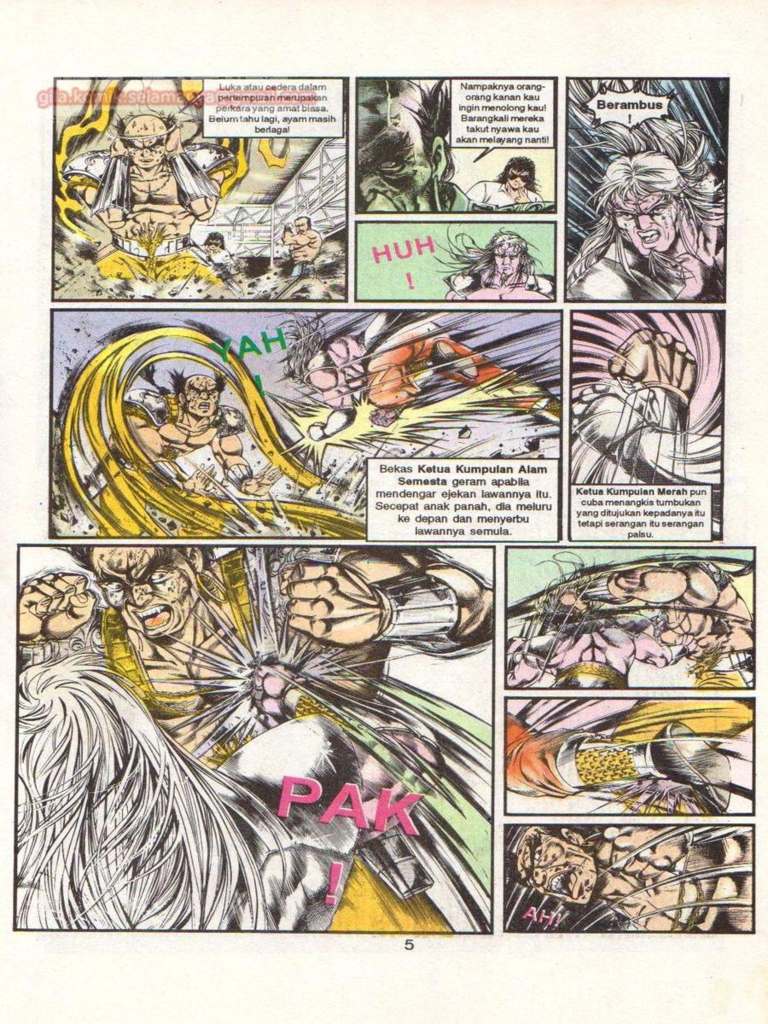 gila.komik.selamanya
Luka atau cedera dalam
pertempuran merupakan
perkara yang amat biasa.
Belum tahu lagi, ayam masih
berlaga!
Nampaknya orang-
orang kanan kau
ingin menolong kau!
Barangkali mereka
takut nyawa kau
akan melayang nanti!
HUH
!
Berambus
!
YAH
!
Bekas Ketua Kumpulan Alam
Semesta geram apabila
mendengar ejekan lawannya itu.
Secepat anak panah, dia meluru
ke depan dan menyerbu
lawannya semula.
Ketua Kumpulan Merah pun
cuba menangkis tumbukan
yang ditujukan kepadanya itu
tetapi serangan itu serangan
palsu.
PAK
!
AH!
5